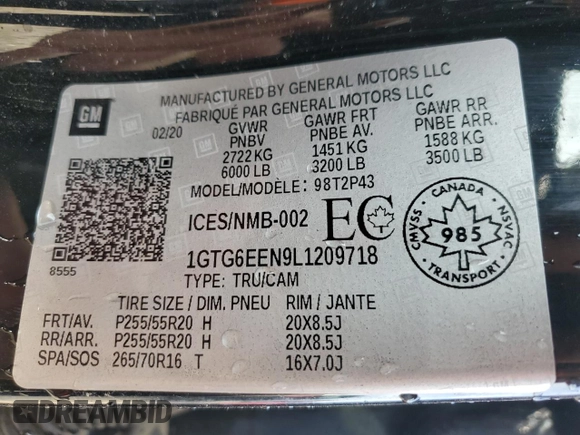 MANUFACTURED BY GENERAL MOTORS LLC
FABRIQUÉ PAR GENERAL MOTORS LLC
GM
02/20
GVWR GAWR FRT GAWR RR
PNBV PNBE AV. PNBE ARR.
2722 KG 1451 KG 1588 KG
6000 LB 3200 LB 3500 LB
MODEL/MODÈLE: 98T2P43
ICES/NMB-002 EC
CANADA
CMVSS 985 NSVAC
TRANSPORT
8555
1GTG6EEN9L1209718
TYPE: TRU/CAM
TIRE SIZE / DIM. PNEU RIM / JANTE
FRT/AV. P255/55R20 H 20X8.5J
RR/ARR. P255/55R20 H 20X8.5J
SPA/SOS 265/70R16 T 16X7.0J
DREAMBID